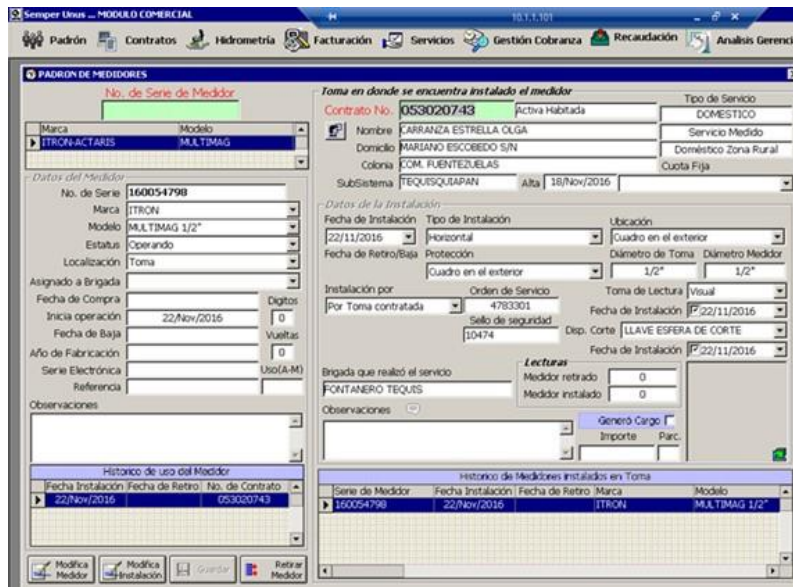 Semper Unus ... MODULO COMERCIAL
10.1.1.101
Padrón Contratos Hidrometría Facturación Servicios Gestión Cobranza Recaudación Analisis Gerenci
PADRON DE MEDIDORES
No. de Serie de Medidor
Marca Modelo
ITRON-ACTARIS MULTIMAG
Datos del Medidor
No. de Serie 160054798
Marca ITRON
Modelo MULTIMAG 1/2"
Estatus Operando
Localización Toma
Asignado a Brigada
Fecha de Compra Digitos
Inicia operación 22/Nov/2016 0
Fecha de Baja Vueltas
Año de Fabricación 0
Serie Electrónica Uso(A-M)
Referencia
Observaciones
Historico de uso del Medidor
Fecha Instalación Fecha de Retiro No. de Contrato
22/Nov/2016 053020743
Modifica Medidor
Modifica Instalación
Guardar
Retirar Medidor
Toma en donde se encuentra instalado el medidor
Contrato No. 053020743 Activa Habitada
Nombre CARRANZA ESTRELLA OLGA
Domicilio MARIANO ESCOBEDO S/N
Colonia COM. FUENTEZUELAS
SubSistema TEQUISQUIAPAN Alta 18/Nov/2016
Tipo de Servicio
DOMESTICO
Servicio Medido
Doméstico Zona Rural
Cuota Fija
Datos de la Instalación
Fecha de Instalación Tipo de Instalación Ubicación
22/11/2016 Horizontal Cuadro en el exterior
Fecha de Retiro/Baja Protección Diámetro de Toma Diámetro Medidor
Cuadro en el exterior 1/2" 1/2"
Instalación por Orden de Servicio Toma de Lectura Visual
Por Toma contratada 4783301 Fecha de Instalación 22/11/2016
Sello de seguridad
10474 Disp. Corte LLAVE ESFERA DE CORTE
Fecha de Instalación 22/11/2016
Brigada que realizó el servicio
FONTANERO TEQUIS
Lecturas
Medidor retirado 0
Medidor instalado 0
Observaciones
Generó Cargo
Importe Parc.
Historico de Medidores instalados en Toma
Serie de Medidor Fecha Instalación Fecha de Retiro Marca Modelo
160054798 22/Nov/2016 ITRON MULTIMAG 1/2"